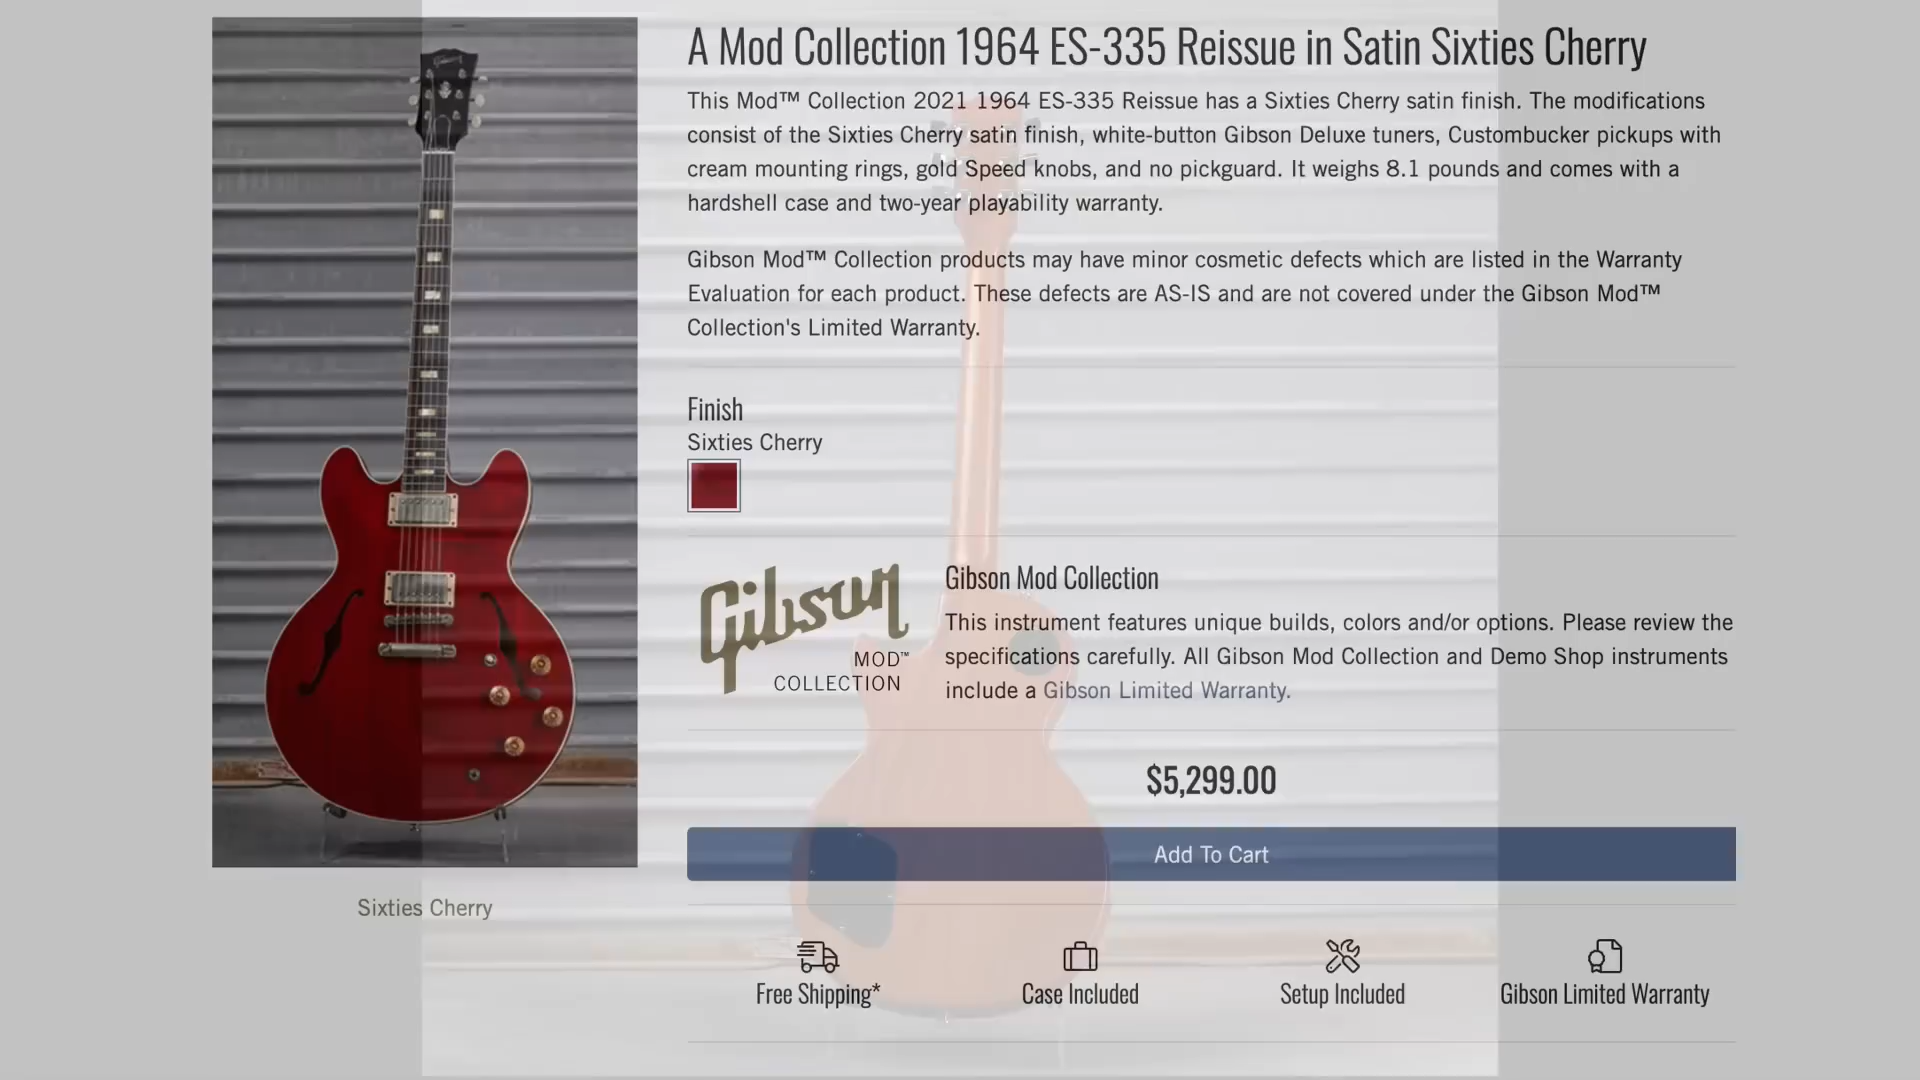 A Mod Collection 1964 ES-335 Reissue in Satin Sixties Cherry
This Mod™ Collection 2021 1964 ES-335 Reissue has a Sixties Cherry satin finish. The modifications
consist of the Sixties Cherry satin finish, white-button Gibson Deluxe tuners, Custombucker pickups with
cream mounting rings, gold Speed knobs, and no pickguard. It weighs 8.1 pounds and comes with a
hardshell case and two-year playability warranty.
Gibson Mod™ Collection products may have minor cosmetic defects which are listed in the Warranty
Evaluation for each product. These defects are AS-IS and are not covered under the Gibson Mod™
Collection's Limited Warranty.
Finish
Sixties Cherry
Gibson
MOD™
COLLECTION
Gibson Mod Collection
This instrument features unique builds, colors and/or options. Please review the
specifications carefully. All Gibson Mod Collection and Demo Shop instruments
include a Gibson Limited Warranty.
$5,299.00
Add To Cart
Free Shipping*
Case Included
Setup Included
Gibson Limited Warranty
Gibson
Sixties Cherry